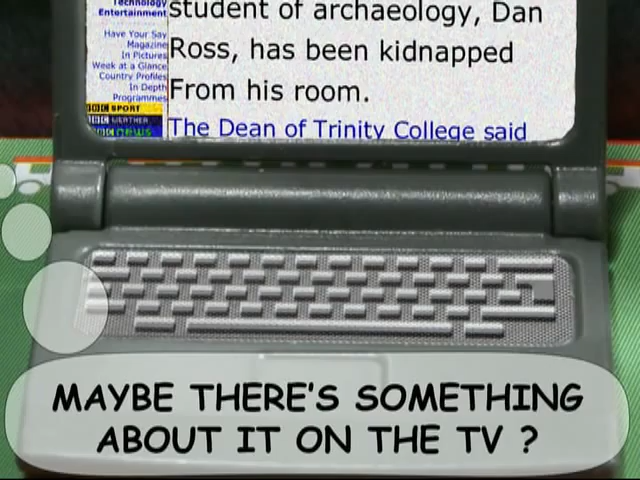 Technology
Entertainment
Have Your Say
Magazine
In Pictures
Week at a Glance
Country Profiles
In Depth
Programmes
BBC SPORT
BBC WEATHER
BBC NEWS
student of archaeology, Dan
Ross, has been kidnapped
From his room.
The Dean of Trinity College said
MAYBE THERE'S SOMETHING
ABOUT IT ON THE TV ?